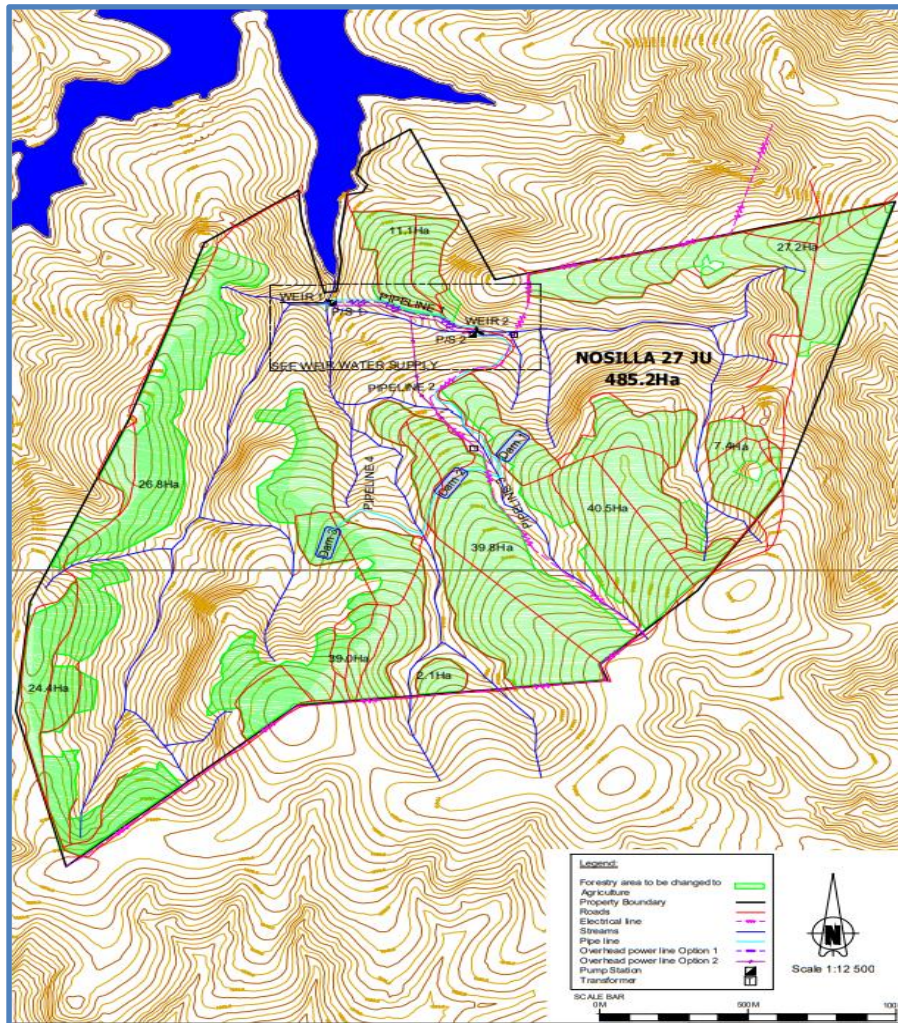 11.1Ha
27.2Ha
WEIR 1
PIPELINE 1
P/S 1
WEIR 2
P/S 2
NOSILLA 27 JU
485.2Ha
SEE WEIR WATER SUPPLY
PIPELINE 2
Dam 1
7.4Ha
26.8Ha
PIPELINE 4
Dam 2
PIPELINE 3
40.5Ha
Dam 3
39.8Ha
39.0Ha
2.1Ha
24.4Ha
Legend:
Forestry area to be changed to
Agriculture
Property Boundary
Roads
Electrical line
Streams
Pipe line
Overhead power line Option 1
Overhead power line Option 2
Pump Station
Transformer
N
Scale 1:12 500
SCALE BAR
0M
500M